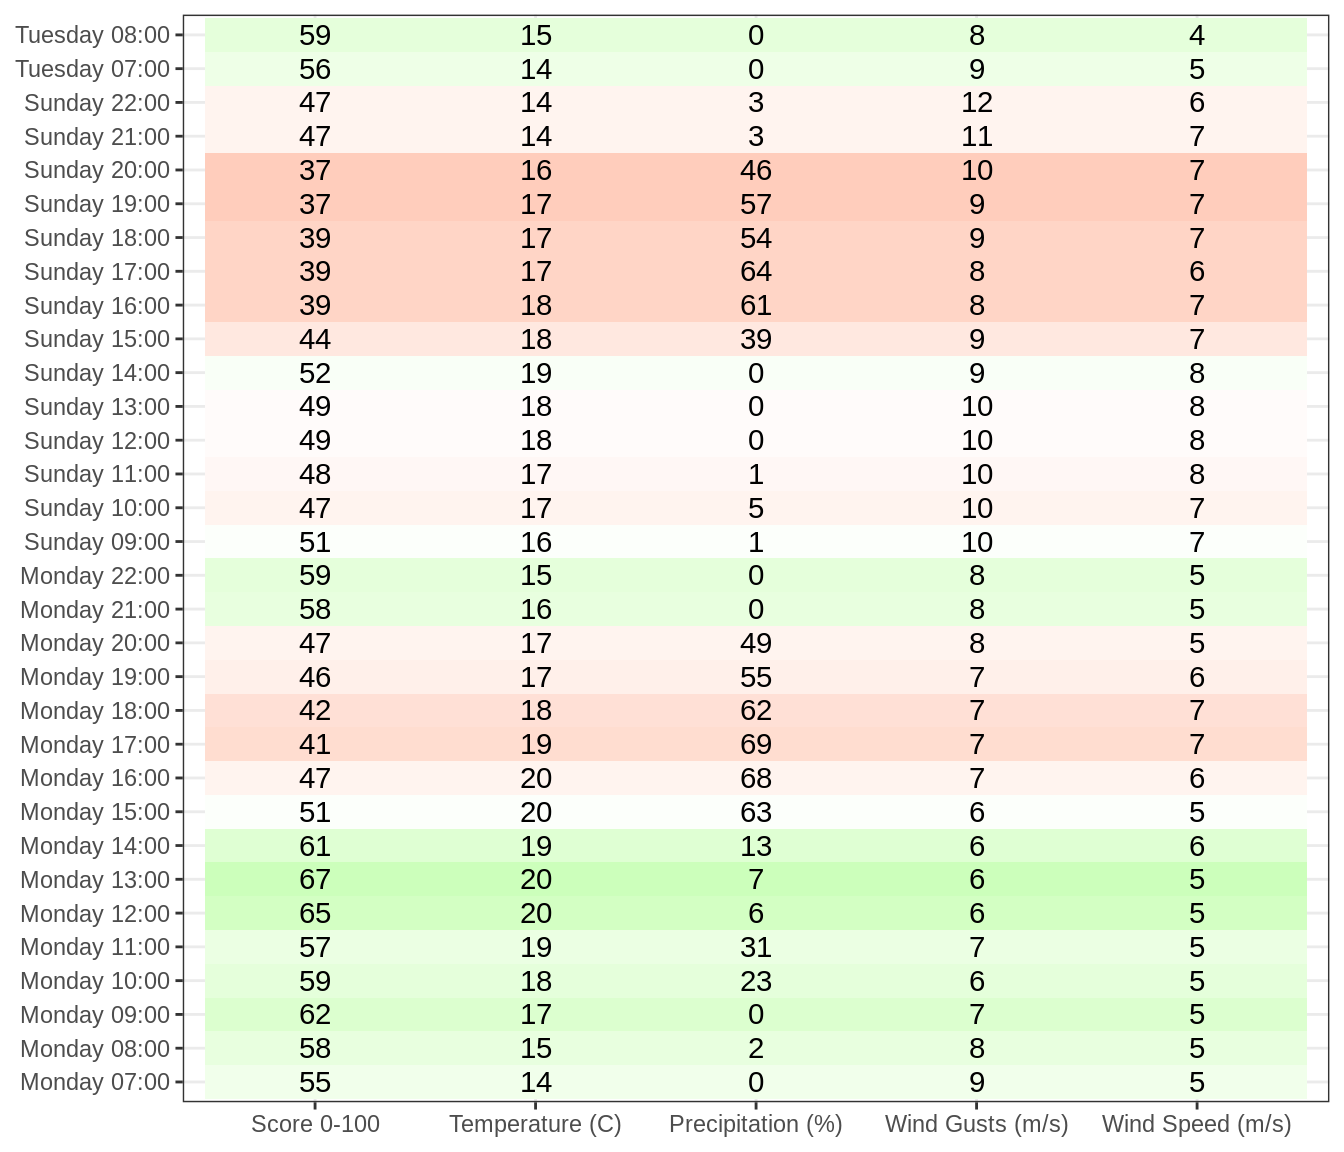 Tuesday 08:00 59 15 0 8 4
Tuesday 07:00 56 14 0 9 5
Sunday 22:00 47 14 3 12 6
Sunday 21:00 47 14 3 11 7
Sunday 20:00 37 16 46 10 7
Sunday 19:00 37 17 57 9 7
Sunday 18:00 39 17 54 9 7
Sunday 17:00 39 17 64 8 6
Sunday 16:00 39 18 61 8 7
Sunday 15:00 44 18 39 9 7
Sunday 14:00 52 19 0 9 8
Sunday 13:00 49 18 0 10 8
Sunday 12:00 49 18 0 10 8
Sunday 11:00 48 17 1 10 8
Sunday 10:00 47 17 5 10 7
Sunday 09:00 51 16 1 10 7
Monday 22:00 59 15 0 8 5
Monday 21:00 58 16 0 8 5
Monday 20:00 47 17 49 8 5
Monday 19:00 46 17 55 7 6
Monday 18:00 42 18 62 7 7
Monday 17:00 41 19 69 7 7
Monday 16:00 47 20 68 7 6
Monday 15:00 51 20 63 6 5
Monday 14:00 61 19 13 6 6
Monday 13:00 67 20 7 6 5
Monday 12:00 65 20 6 6 5
Monday 11:00 57 19 31 7 5
Monday 10:00 59 18 23 6 5
Monday 09:00 62 17 0 7 5
Monday 08:00 58 15 2 8 5
Monday 07:00 55 14 0 9 5
Score 0-100 Temperature (C) Precipitation (%) Wind Gusts (m/s) Wind Speed (m/s)